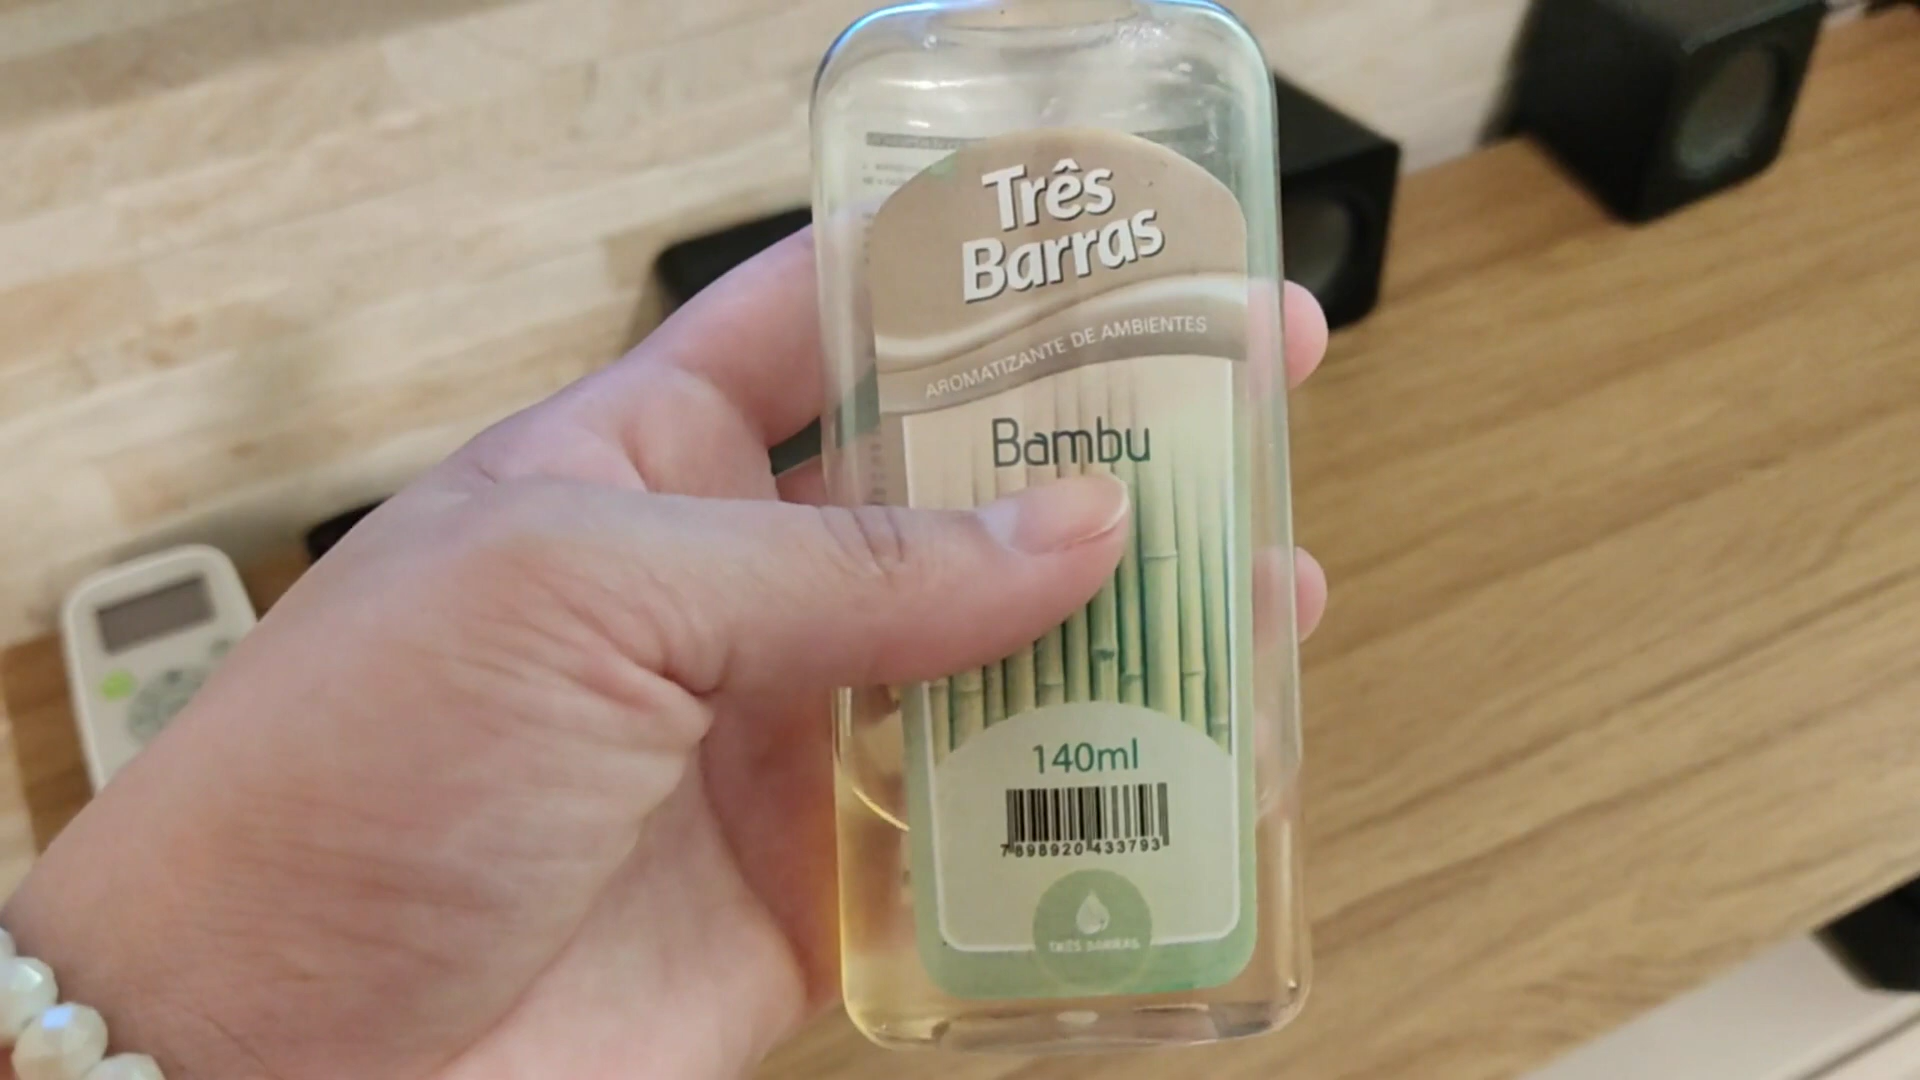 Três
Barras
AROMATIZANTE DE AMBIENTES
Bambu
140ml
7898920433793
TRÊS BARRAS